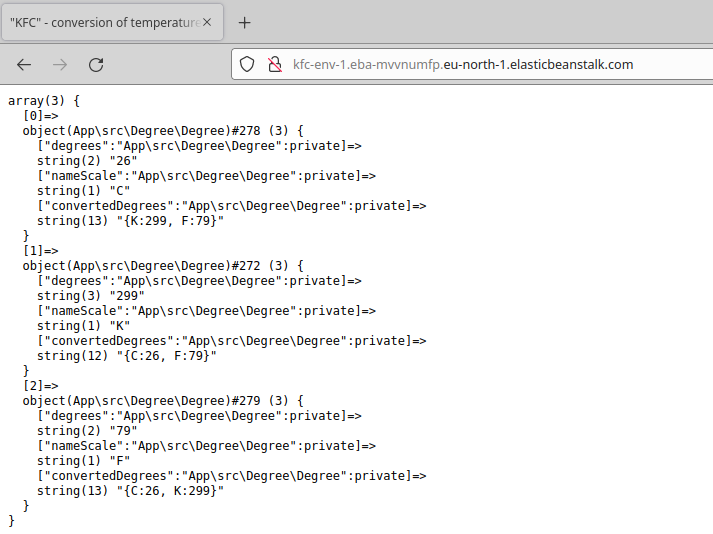 "KFC" - conversion of temperature
kfc-env-1.eba-mvvnumfp.eu-north-1.elasticbeanstalk.com
array(3) {
  [0]=>
  object(App\src\Degree\Degree)#278 (3) {
    ["degrees":"App\src\Degree\Degree":private]=>
    string(2) "26"
    ["nameScale":"App\src\Degree\Degree":private]=>
    string(1) "C"
    ["convertedDegrees":"App\src\Degree\Degree":private]=>
    string(13) "{K:299, F:79}"
  }
  [1]=>
  object(App\src\Degree\Degree)#272 (3) {
    ["degrees":"App\src\Degree\Degree":private]=>
    string(3) "299"
    ["nameScale":"App\src\Degree\Degree":private]=>
    string(1) "K"
    ["convertedDegrees":"App\src\Degree\Degree":private]=>
    string(12) "{C:26, F:79}"
  }
  [2]=>
  object(App\src\Degree\Degree)#279 (3) {
    ["degrees":"App\src\Degree\Degree":private]=>
    string(2) "79"
    ["nameScale":"App\src\Degree\Degree":private]=>
    string(1) "F"
    ["convertedDegrees":"App\src\Degree\Degree":private]=>
    string(13) "{C:26, K:299}"
  }
}